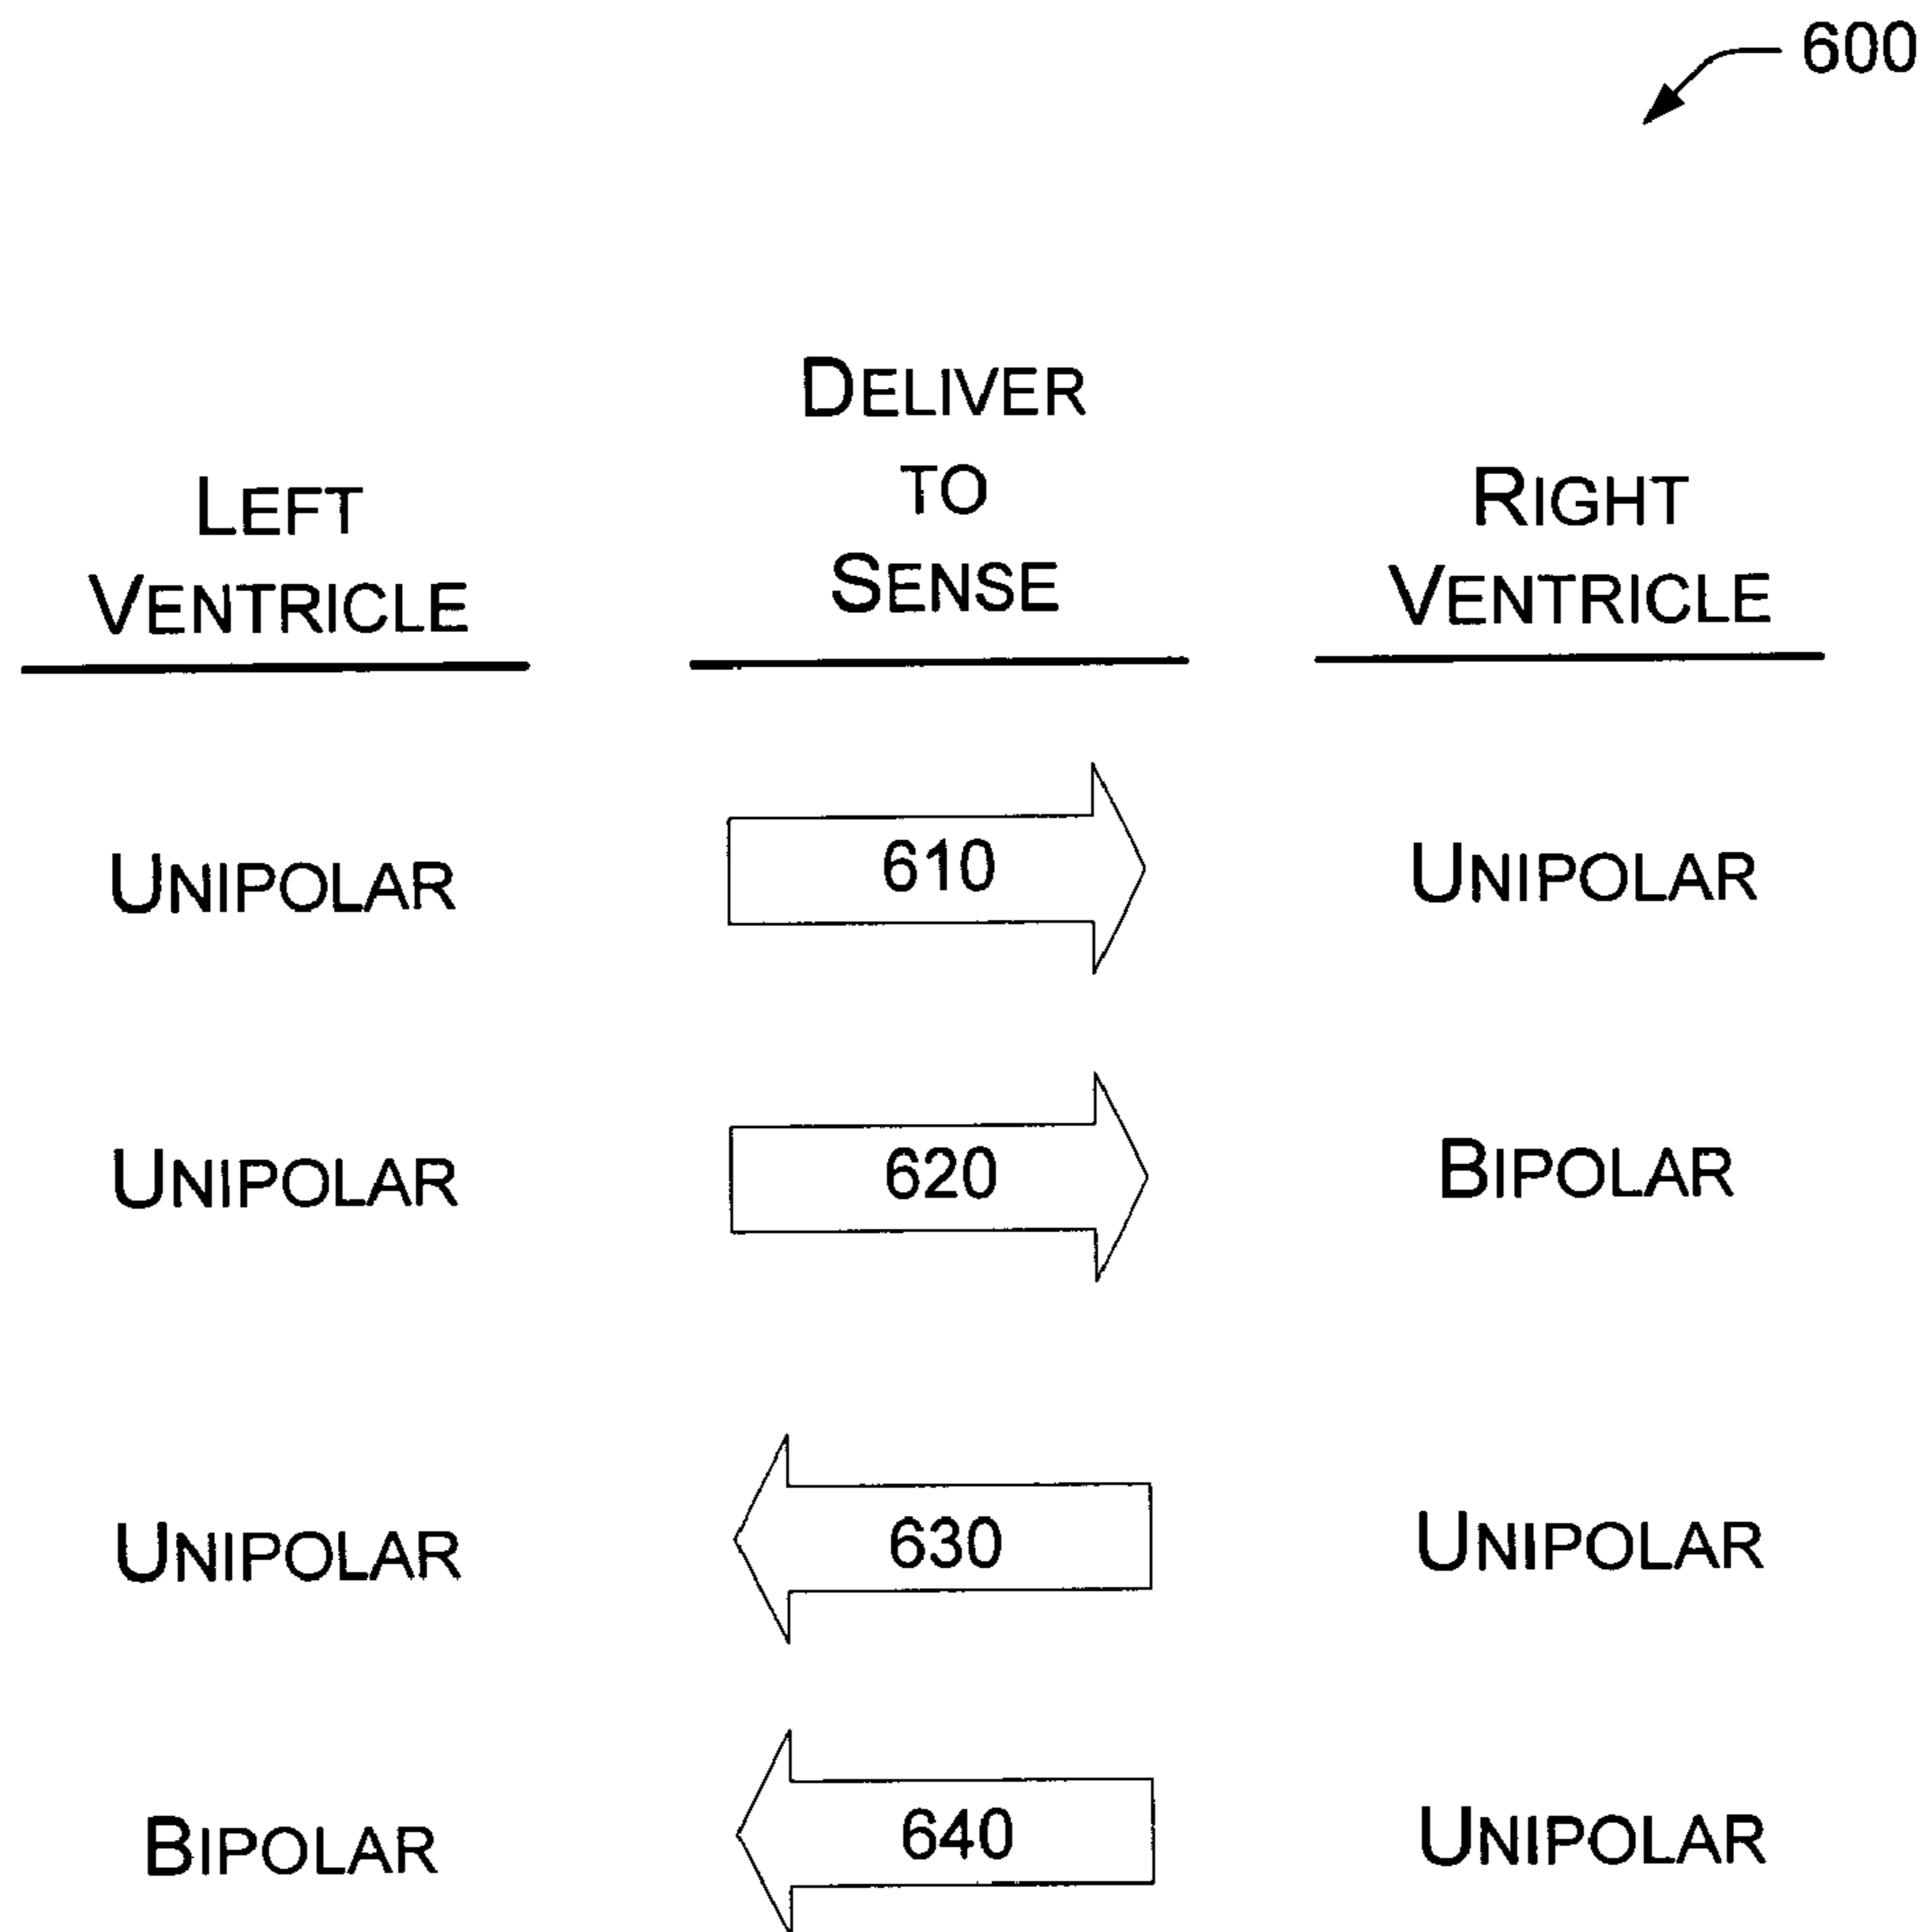 600
LEFT
VENTRICLE
DELIVER
TO
SENSE
RIGHT
VENTRICLE
UNIPOLAR 610 UNIPOLAR
UNIPOLAR 620 BIPOLAR
UNIPOLAR 630 UNIPOLAR
BIPOLAR 640 UNIPOLAR